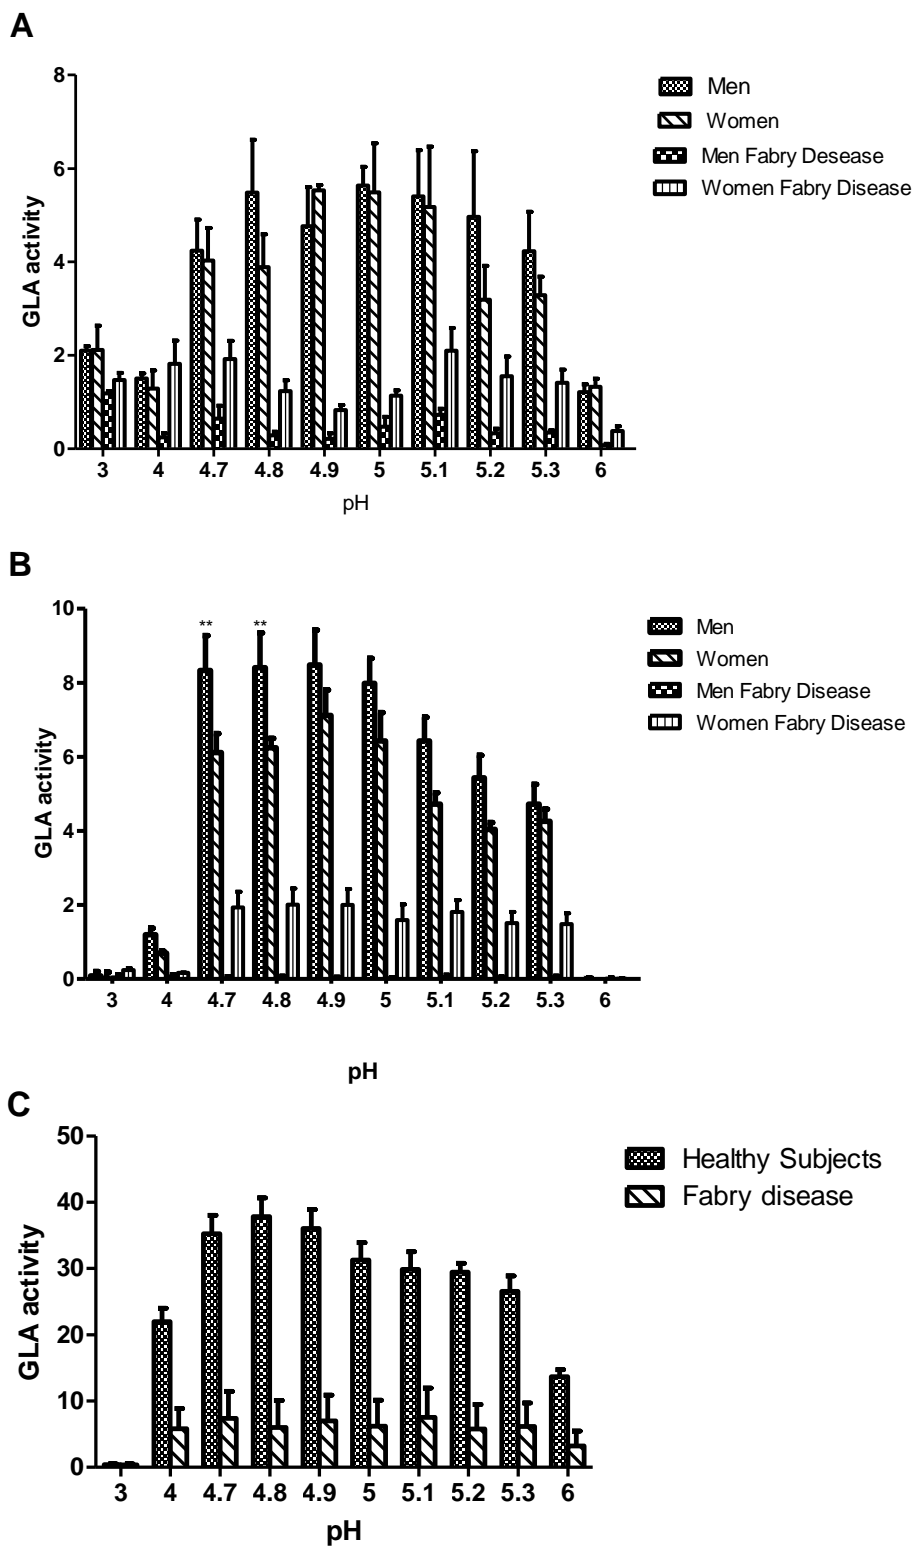 A
8
6
4
2
0
GLA activity
3 4 4.7 4.8 4.9 5 5.1 5.2 5.3 6
pH
Men
Women
Men Fabry Desease
Women Fabry Disease
B
10
8
6
4
2
0
GLA activity
** **
3 4 4.7 4.8 4.9 5 5.1 5.2 5.3 6
pH
Men
Women
Men Fabry Disease
Women Fabry Disease
C
50
40
30
20
10
0
GLA activity
3 4 4.7 4.8 4.9 5 5.1 5.2 5.3 6
pH
Healthy Subjects
Fabry disease